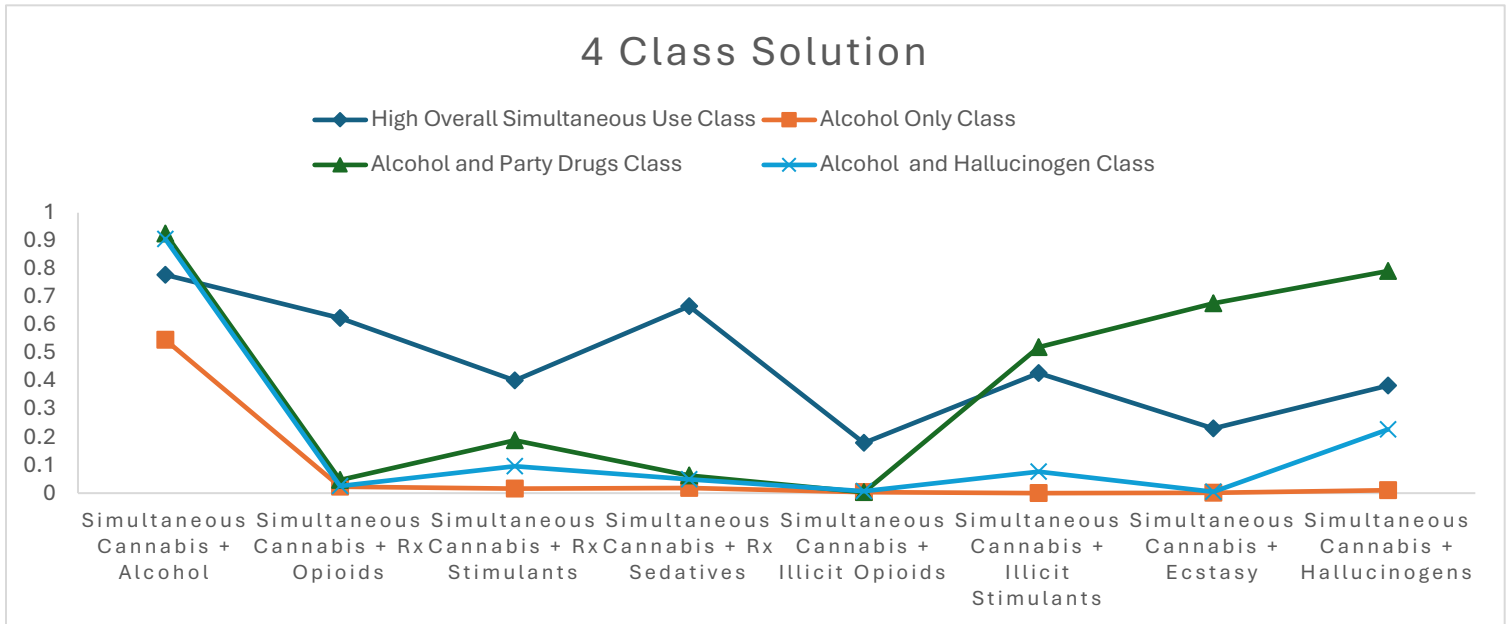 4 Class Solution
High Overall Simultaneous Use Class
Alcohol Only Class
Alcohol and Party Drugs Class
Alcohol and Hallucinogen Class
1
0.9
0.8
0.7
0.6
0.5
0.4
0.3
0.2
0.1
0
Simultaneous
Cannabis +
Alcohol
Simultaneous
Cannabis + Rx
Opioids
Simultaneous
Cannabis + Rx
Stimulants
Simultaneous
Cannabis + Rx
Sedatives
Simultaneous
Cannabis +
Illicit Opioids
Simultaneous
Cannabis +
Illicit
Stimulants
Simultaneous
Cannabis +
Ecstasy
Simultaneous
Cannabis +
Hallucinogens